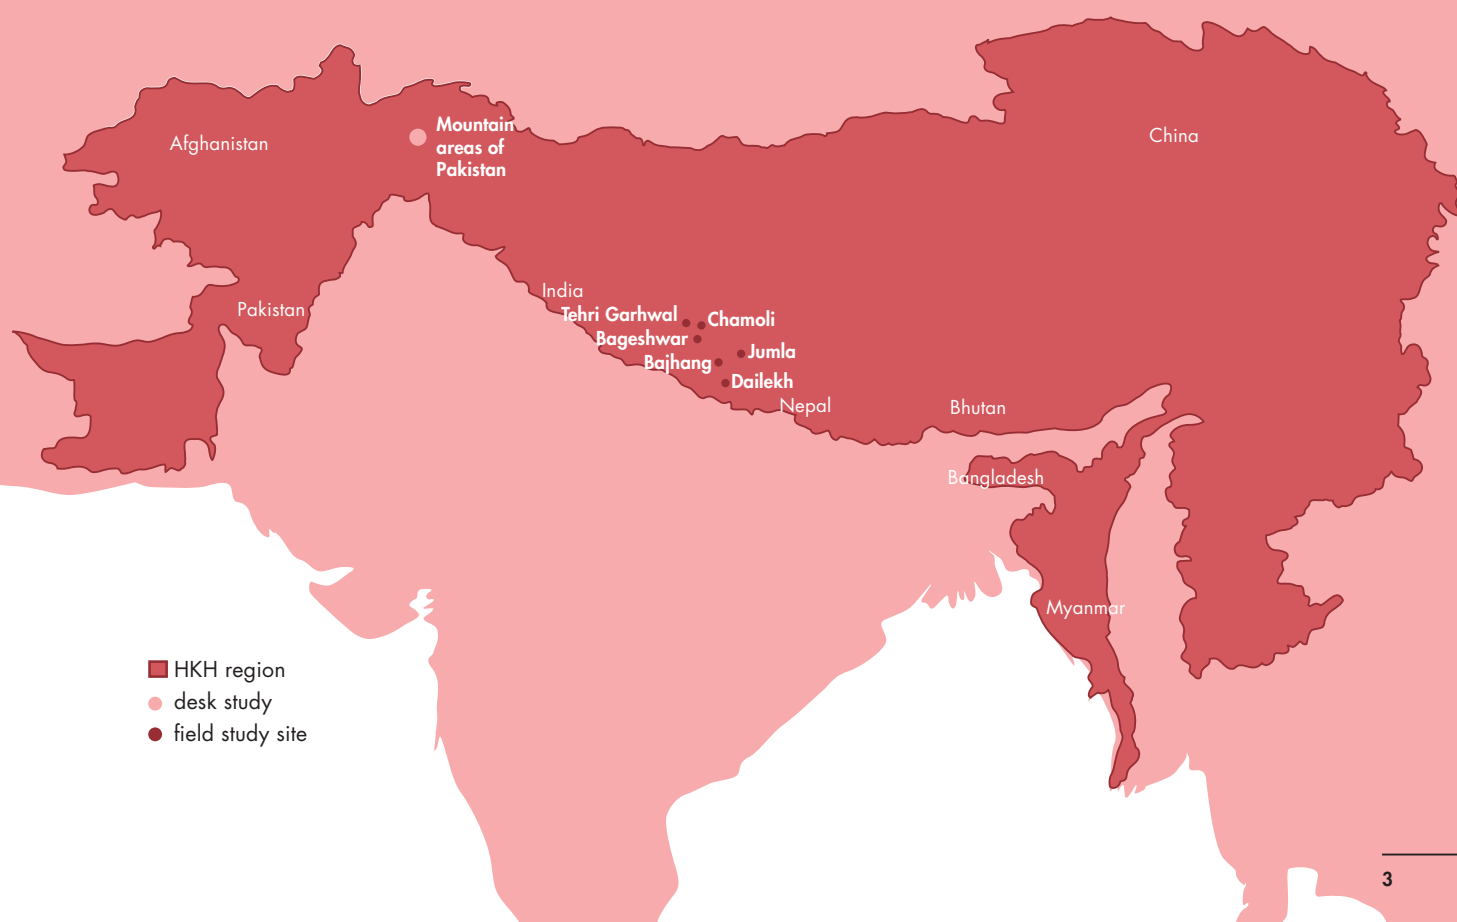 Afghanistan
Mountain
areas of
Pakistan
China
Pakistan
India
Tehri Garhwal
Chamoli
Bageshwar
Jumla
Bajhang
Dailekh
Nepal
Bhutan
Bangladesh
Myanmar
HKH region
desk study
field study site
3